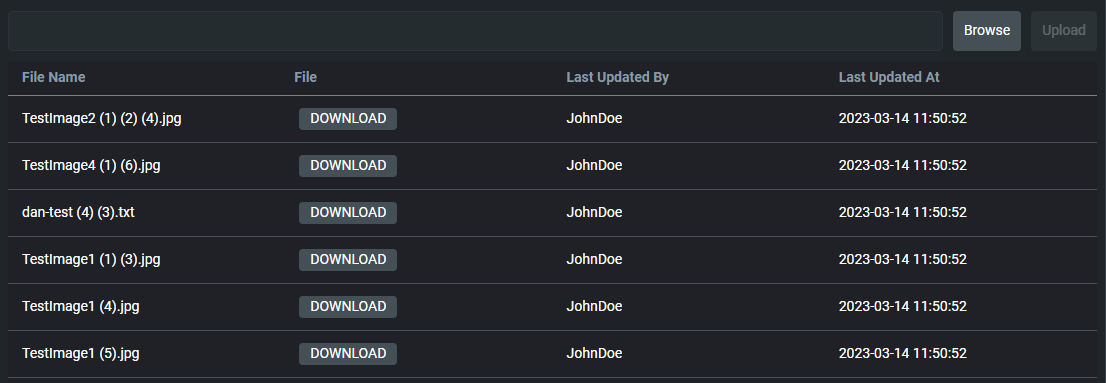 Browse Upload
File Name File Last Updated By Last Updated At
TestImage2 (1) (2) (4).jpg DOWNLOAD JohnDoe 2023-03-14 11:50:52
TestImage4 (1) (6).jpg DOWNLOAD JohnDoe 2023-03-14 11:50:52
dan-test (4) (3).txt DOWNLOAD JohnDoe 2023-03-14 11:50:52
TestImage1 (1) (3).jpg DOWNLOAD JohnDoe 2023-03-14 11:50:52
TestImage1 (4).jpg DOWNLOAD JohnDoe 2023-03-14 11:50:52
TestImage1 (5).jpg DOWNLOAD JohnDoe 2023-03-14 11:50:52